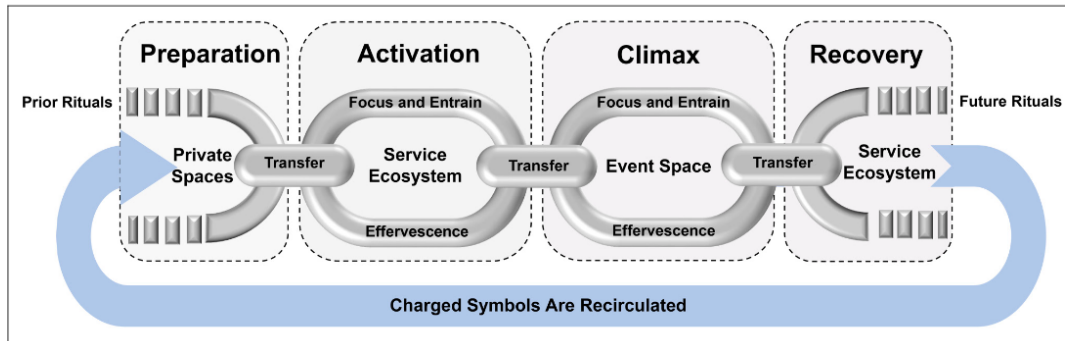 Preparation
Activation
Climax
Recovery
Prior Rituals
Focus and Entrain
Focus and Entrain
Future Rituals
Private
Spaces
Transfer
Service
Ecosystem
Transfer
Event Space
Transfer
Service
Ecosystem
Effervescence
Effervescence
Charged Symbols Are Recirculated